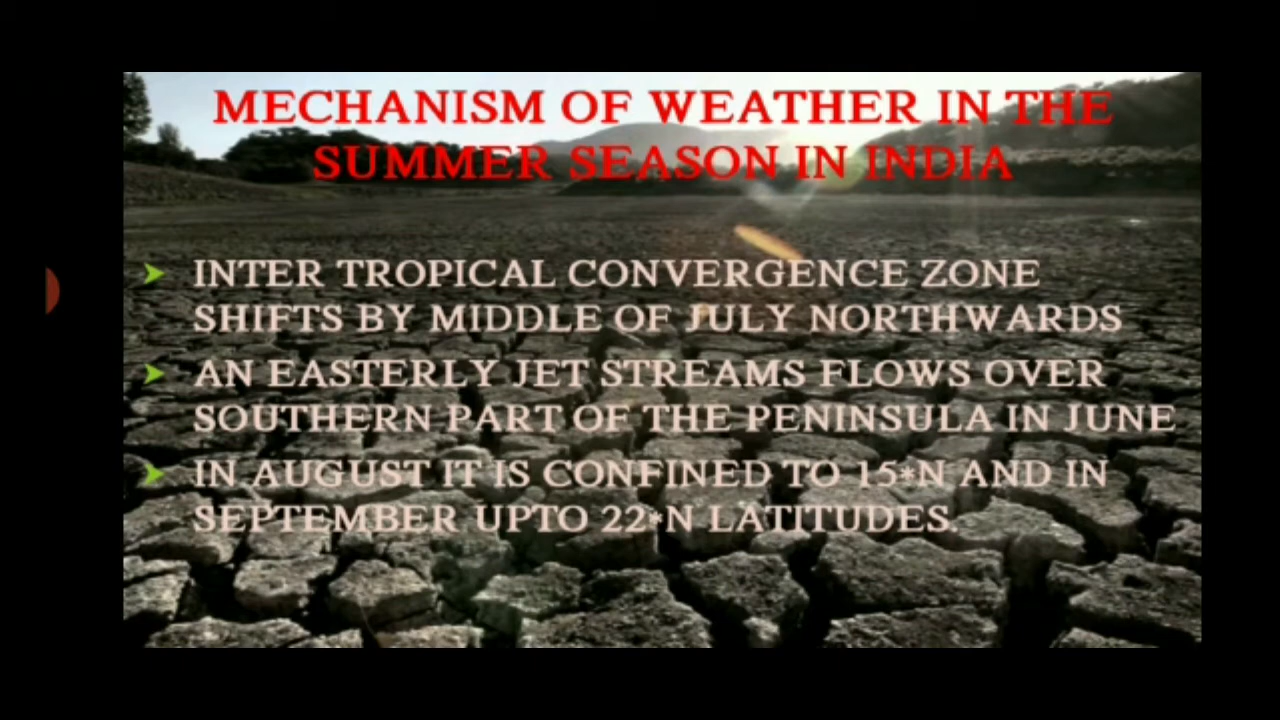 MECHANISM OF WEATHER IN THE
SUMMER SEASON IN INDIA
INTER TROPICAL CONVERGENCE ZONE
SHIFTS BY MIDDLE OF JULY NORTHWARDS
AN EASTERLY JET STREAMS FLOWS OVER
SOUTHERN PART OF THE PENINSULA IN JUNE
IN AUGUST IT IS CONFINED TO 15*N AND IN
SEPTEMBER UPTO 22*N LATITUDES.